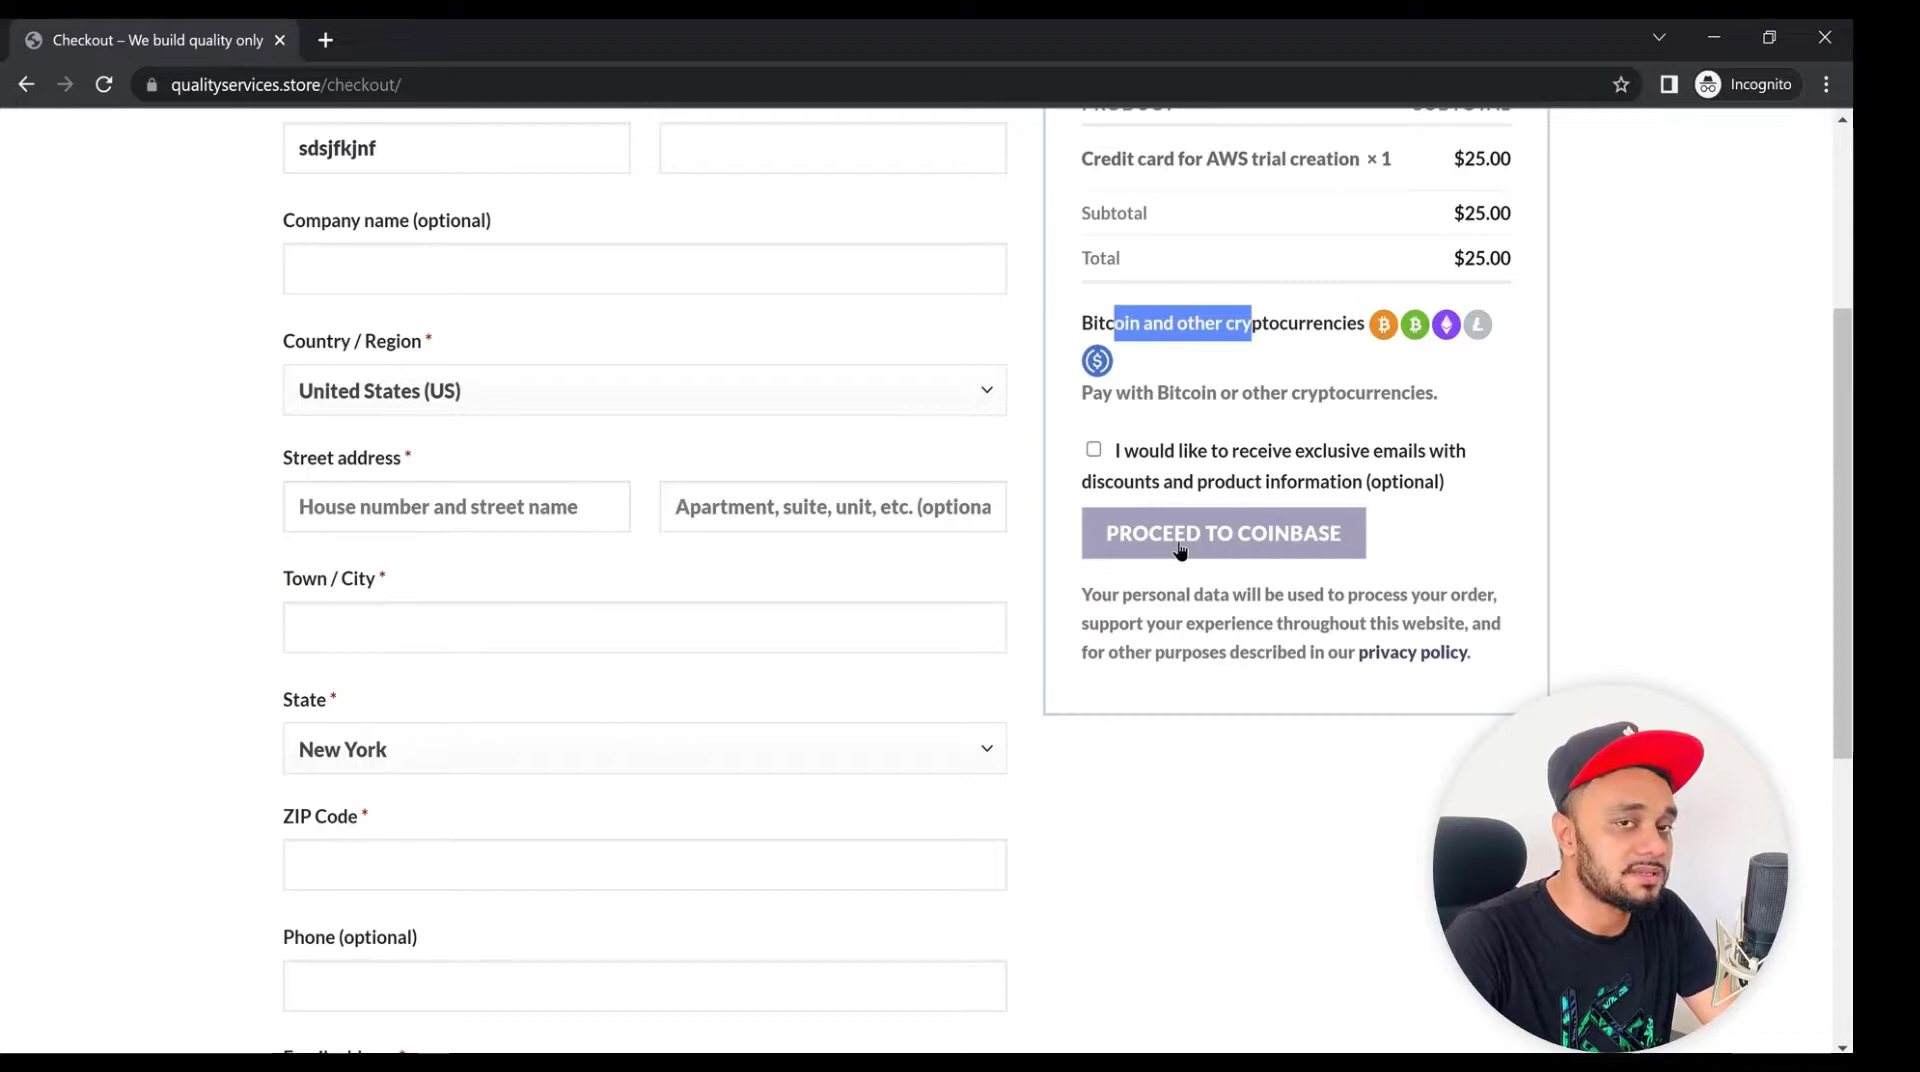 Checkout – We build quality only
qualityservices.store/checkout/
Incognito
sdsjfkjnf
Company name (optional)
Country / Region *
United States (US)
Street address *
House number and street name
Apartment, suite, unit, etc. (optiona
Town / City *
State *
New York
ZIP Code *
Phone (optional)
PRODUCT SUBTOTAL
Credit card for AWS trial creation × 1 $25.00
Subtotal $25.00
Total $25.00
Bitcoin and other cryptocurrencies
Pay with Bitcoin or other cryptocurrencies.
I would like to receive exclusive emails with
discounts and product information (optional)
PROCEED TO COINBASE
Your personal data will be used to process your order,
support your experience throughout this website, and
for other purposes described in our privacy policy.